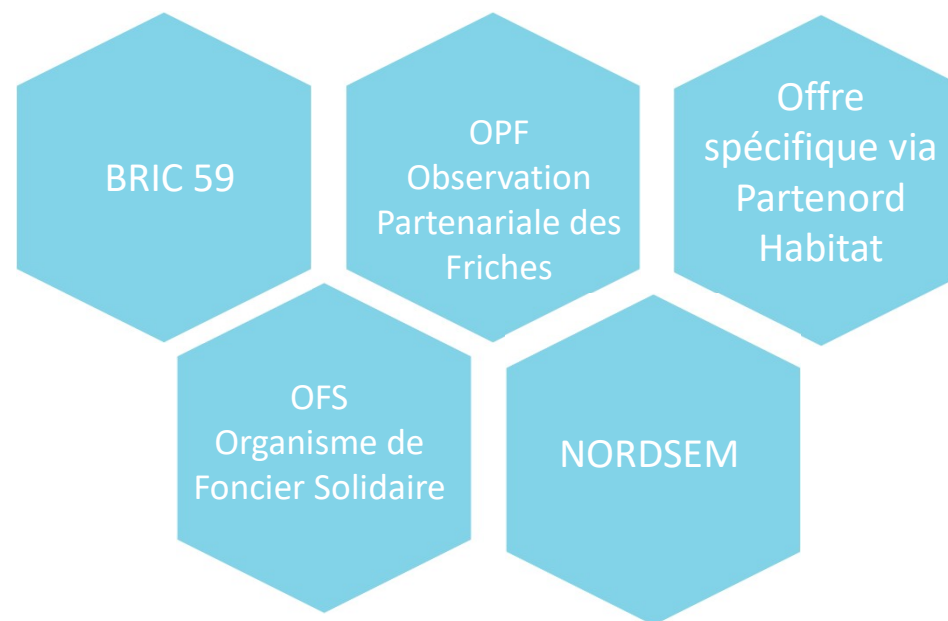 BRIC 59
OPF
Observation
Partenariale des
Friches
Offre
spécifique via
Partenord
Habitat
OFS
Organisme de
Foncier Solidaire
NORDSEM